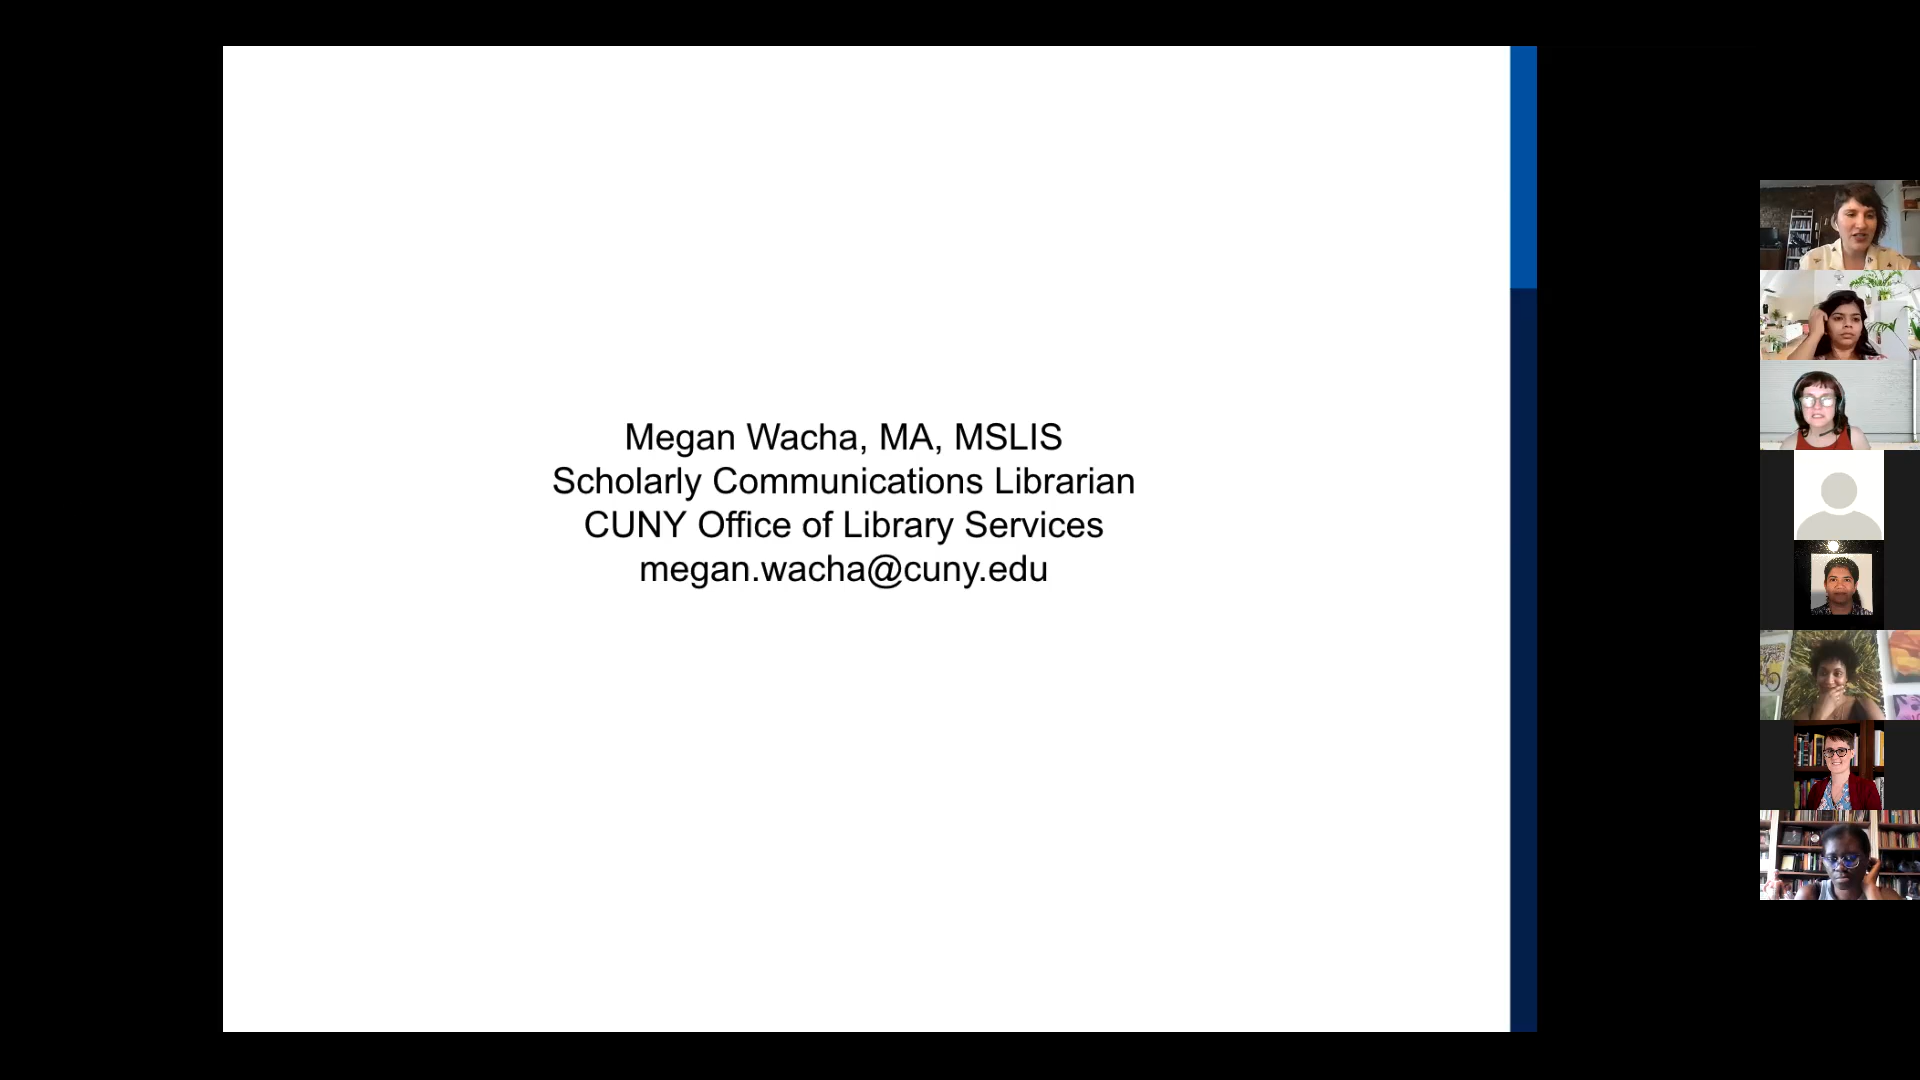 Megan Wacha, MA, MSLIS
Scholarly Communications Librarian
CUNY Office of Library Services
megan.wacha@cuny.edu